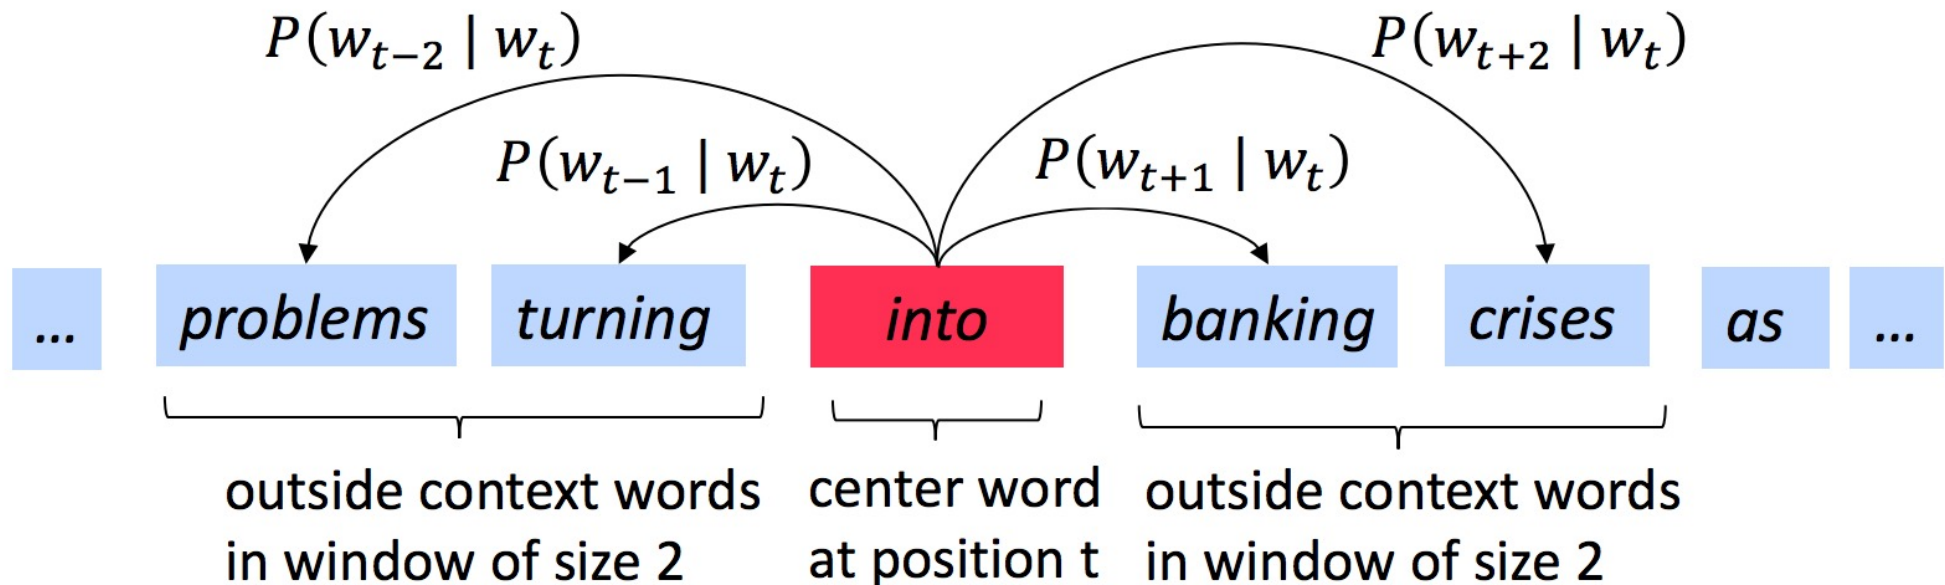 P(w_{t−2} | w_t)
P(w_{t+2} | w_t)
P(w_{t−1} | w_t)
P(w_{t+1} | w_t)
... problems turning into banking crises as ...
outside context words
in window of size 2
center word
at position t
outside context words
in window of size 2